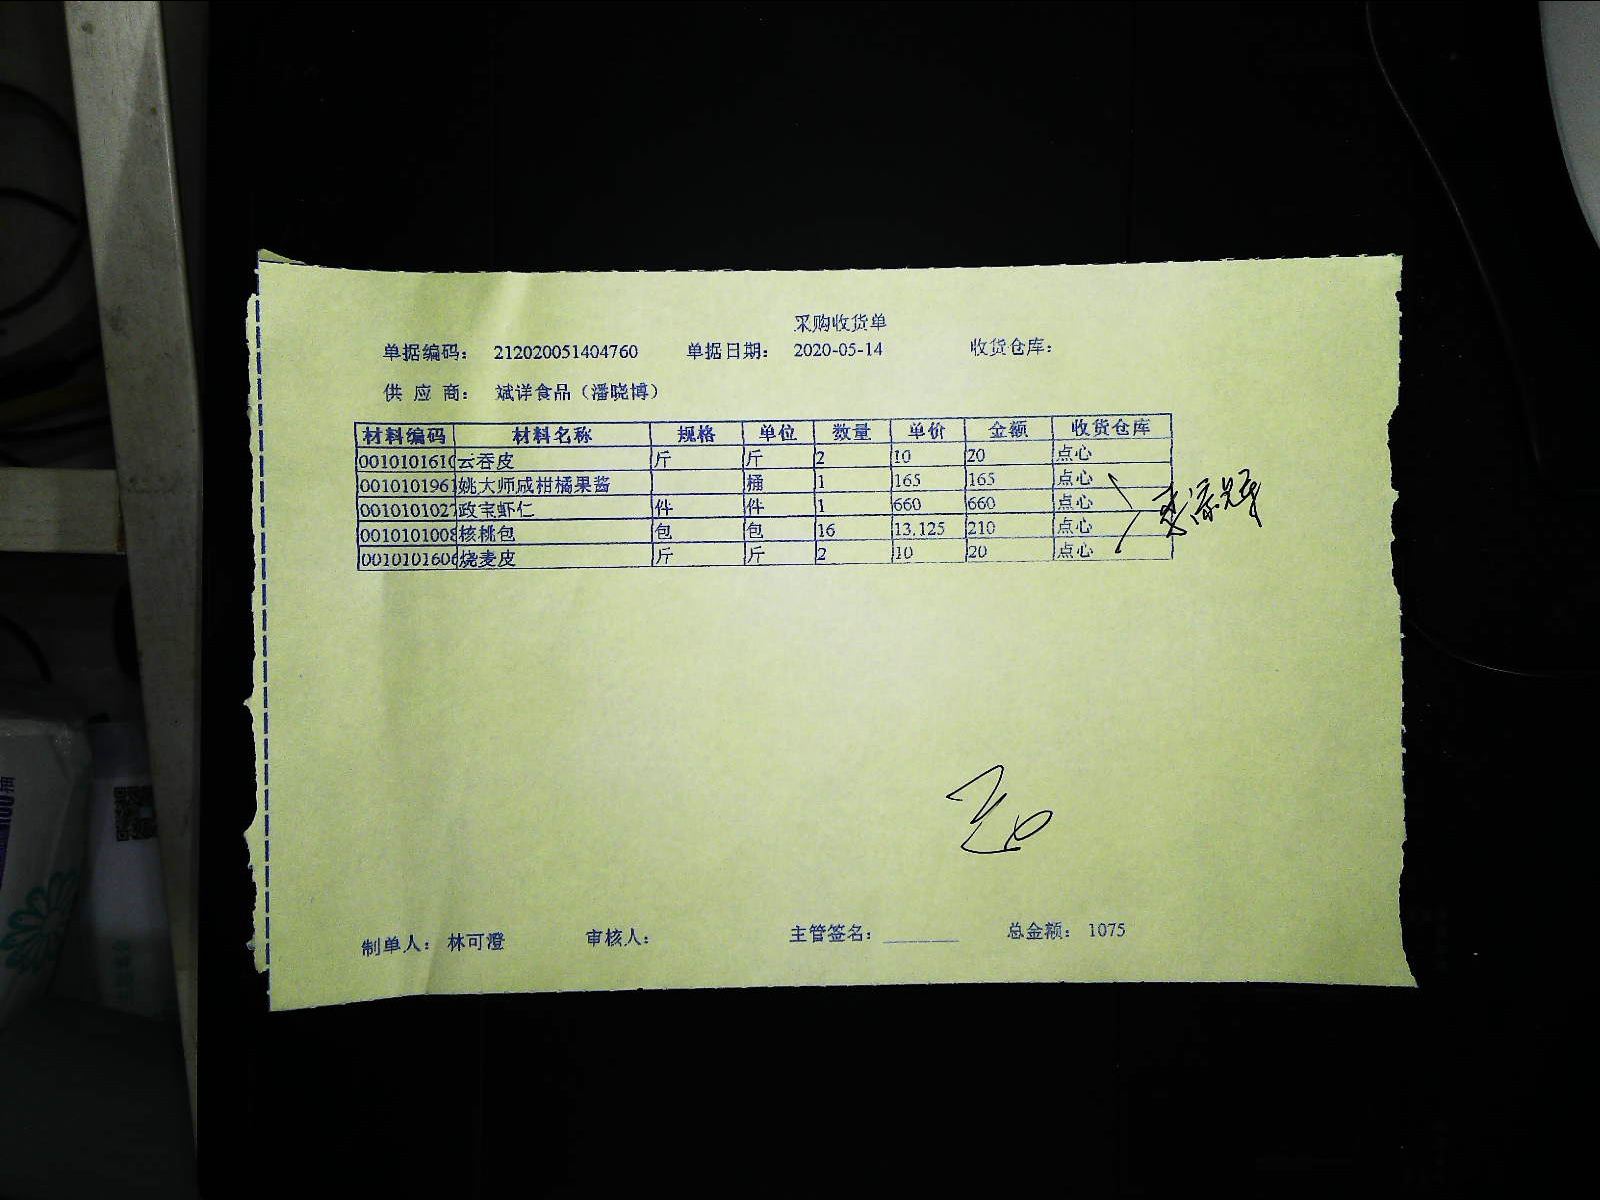 采购收货单
单据编码： 212020051404760 单据日期： 2020-05-14 收货仓库：
供 应 商： 斌详食品（潘晓博）
材料编码 材料名称 规格 单位 数量 单价 金额 收货仓库
001010161 云吞皮 斤 斤 2 10 20 点心
001010196 姚大师成柑橘果酱 桶 1 165 165 点心
001010102 政宝虾仁 件 件 1 660 660 点心
001010100 核桃包 包 包 16 13.125 210 点心
001010160 烧麦皮 斤 斤 2 10 20 点心
制单人： 林可澄 审核人： 主管签名： 总金额： 1075